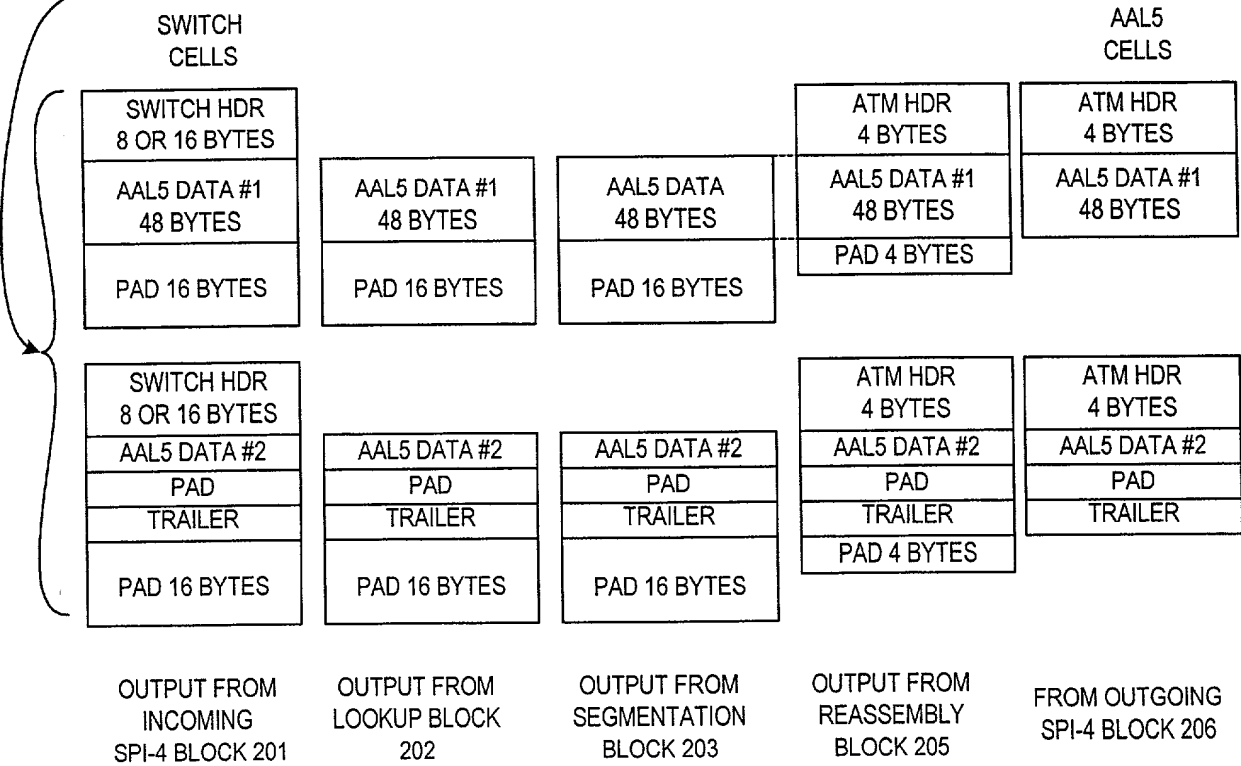 SWITCH
CELLS
AAL5
CELLS
SWITCH HDR
8 OR 16 BYTES
AAL5 DATA #1
48 BYTES
PAD 16 BYTES
AAL5 DATA #1
48 BYTES
PAD 16 BYTES
AAL5 DATA
48 BYTES
PAD 16 BYTES
ATM HDR
4 BYTES
AAL5 DATA #1
48 BYTES
PAD 4 BYTES
ATM HDR
4 BYTES
AAL5 DATA #1
48 BYTES
SWITCH HDR
8 OR 16 BYTES
AAL5 DATA #2
PAD
TRAILER
PAD 16 BYTES
AAL5 DATA #2
PAD
TRAILER
PAD 16 BYTES
AAL5 DATA #2
PAD
TRAILER
PAD 16 BYTES
ATM HDR
4 BYTES
AAL5 DATA #2
PAD
TRAILER
PAD 4 BYTES
ATM HDR
4 BYTES
AAL5 DATA #2
PAD
TRAILER
OUTPUT FROM
INCOMING
SPI-4 BLOCK 201
OUTPUT FROM
LOOKUP BLOCK
202
OUTPUT FROM
SEGMENTATION
BLOCK 203
OUTPUT FROM
REASSEMBLY
BLOCK 205
FROM OUTGOING
SPI-4 BLOCK 206